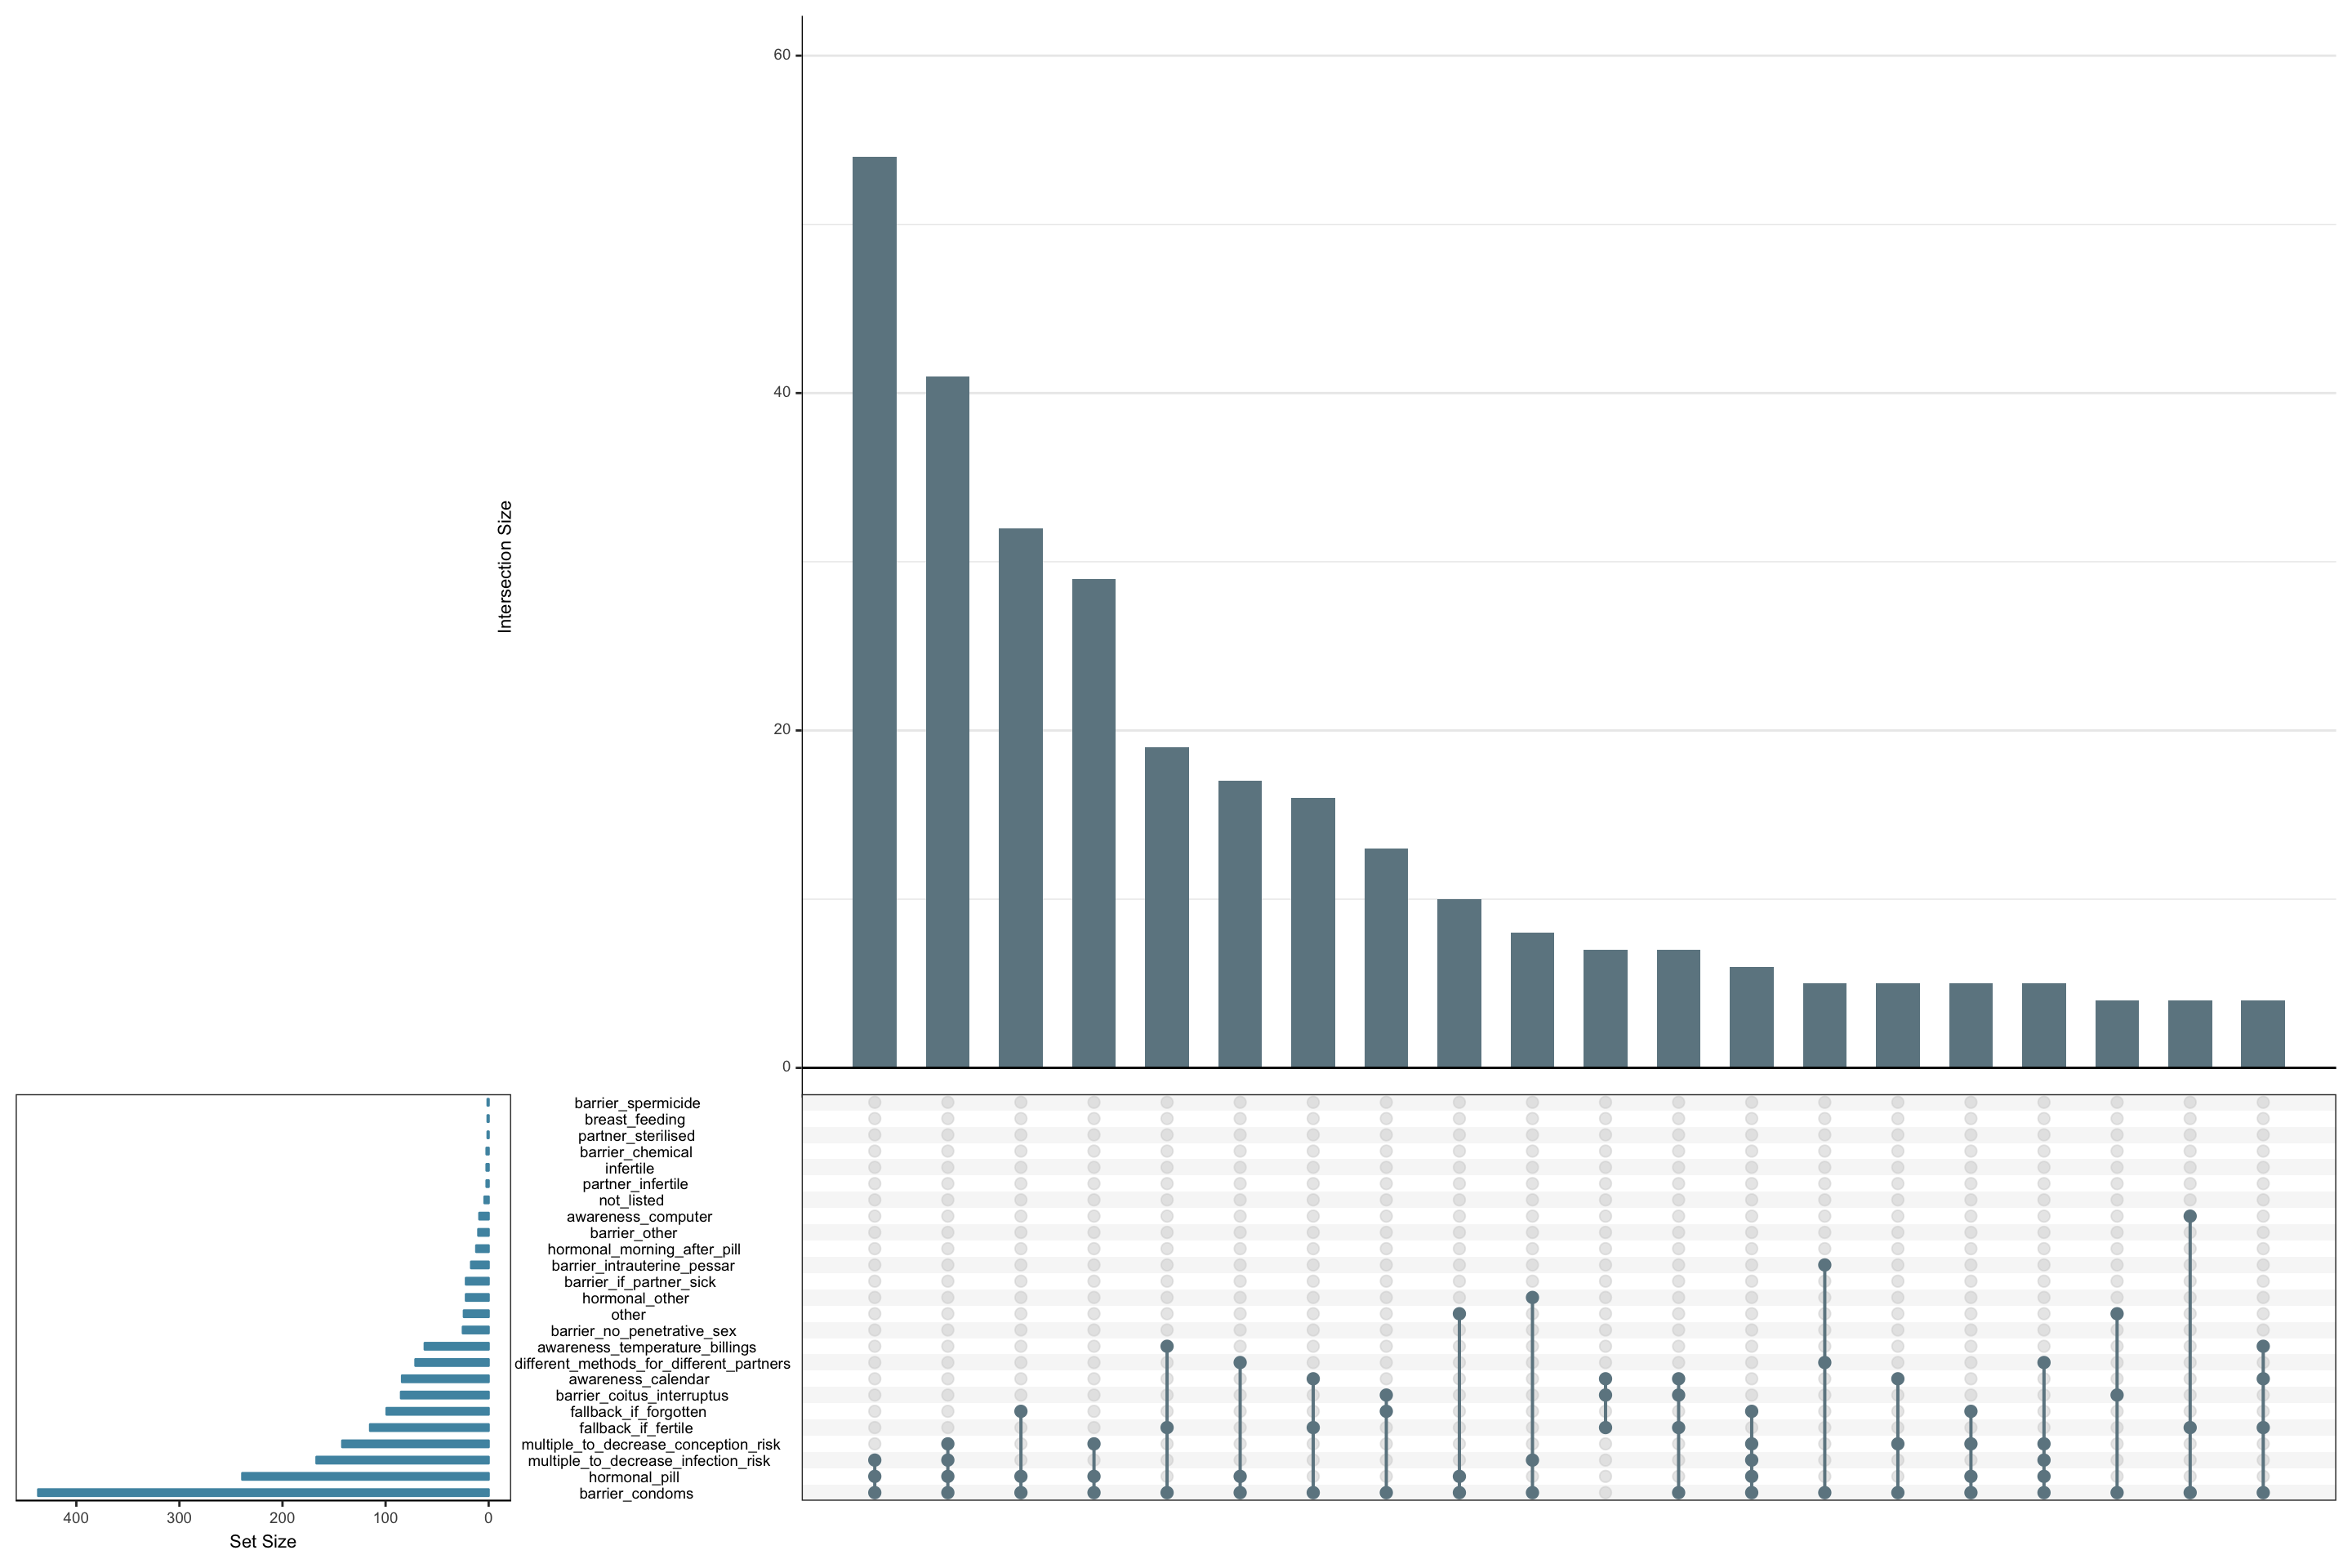 60
40
20
0
Intersection Size
barrier_spermicide
breast_feeding
partner_sterilised
barrier_chemical
infertile
partner_infertile
not_listed
awareness_computer
barrier_other
hormonal_morning_after_pill
barrier_intrauterine_pessar
barrier_if_partner_sick
hormonal_other
other
barrier_no_penetrative_sex
awareness_temperature_billings
different_methods_for_different_partners
awareness_calendar
barrier_coitus_interruptus
fallback_if_forgotten
fallback_if_fertile
multiple_to_decrease_conception_risk
multiple_to_decrease_infection_risk
hormonal_pill
barrier_condoms
400 300 200 100 0
Set Size